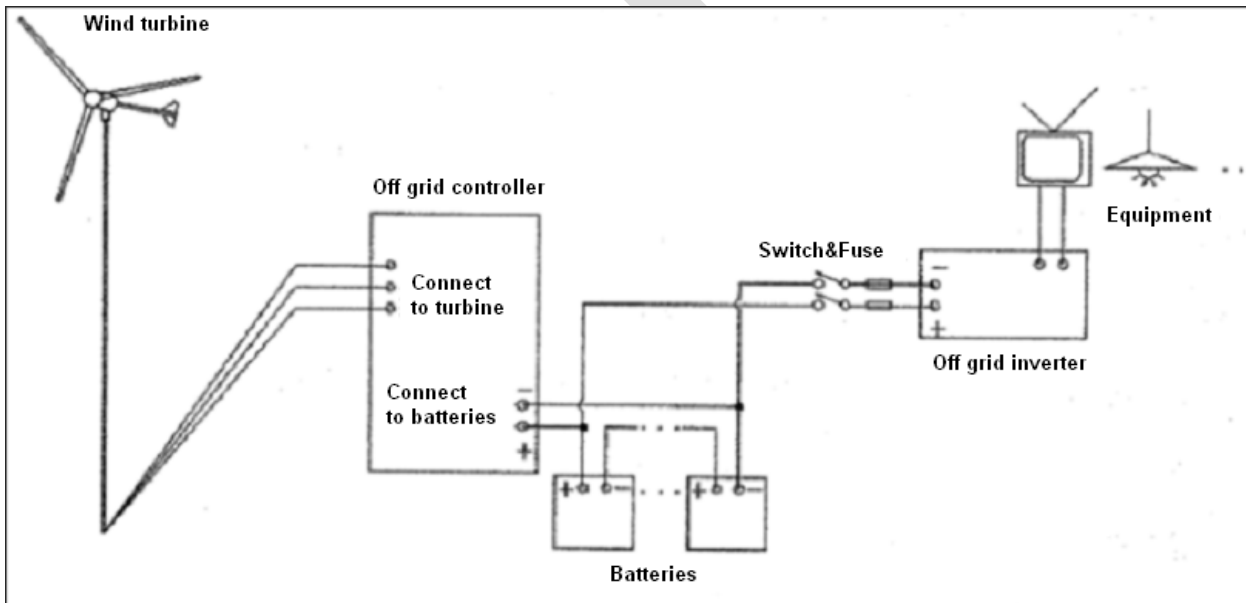 Wind turbine
Off grid controller
Connect
to turbine
Switch&Fuse
Equipment
−
+
Off grid inverter
Connect
to batteries
−
+
+ − + −
Batteries